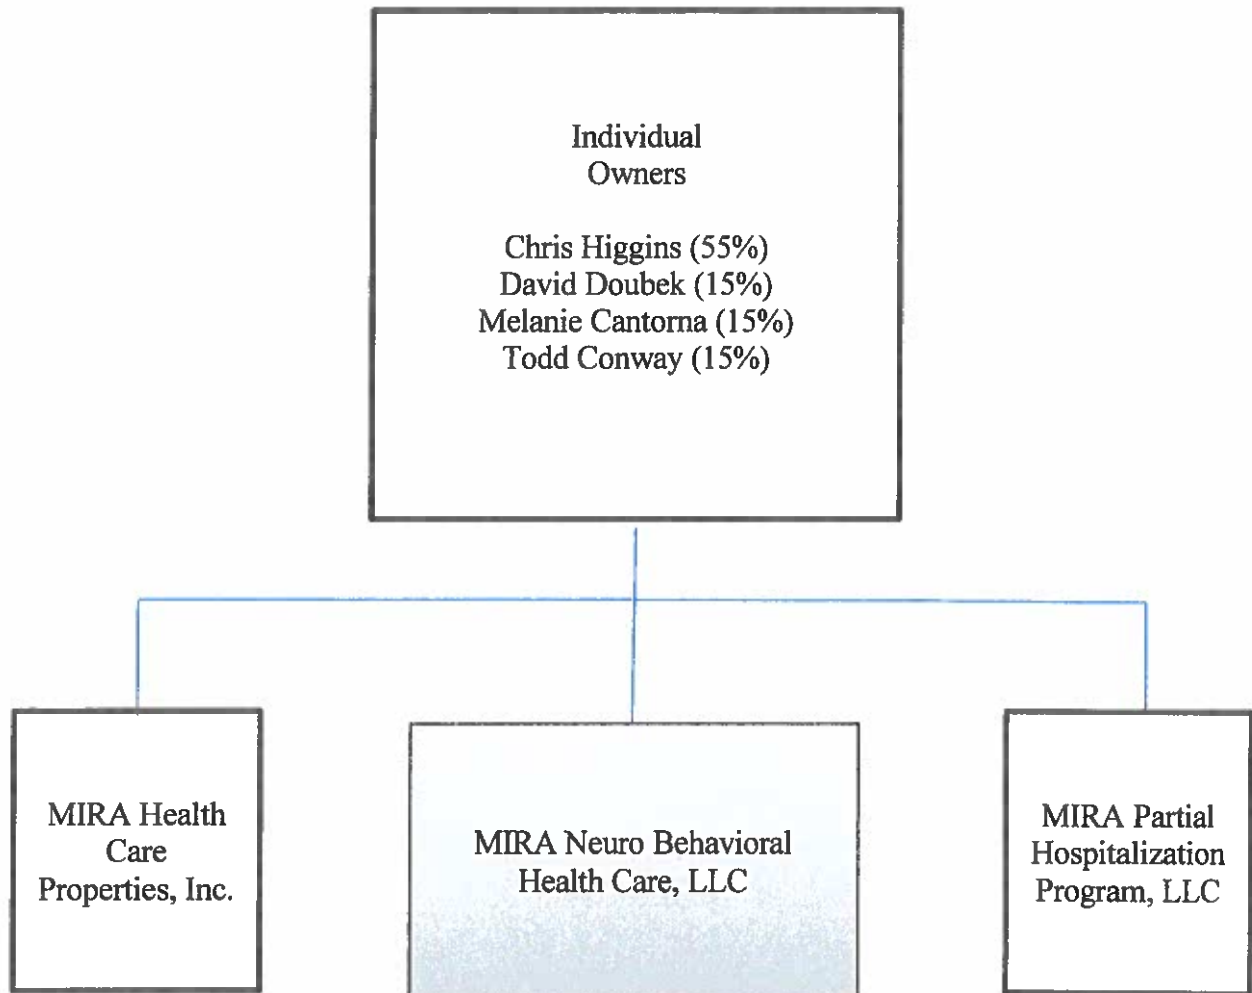 Individual
Owners
Chris Higgins (55%)
David Doubek (15%)
Melanie Cantorna (15%)
Todd Conway (15%)
MIRA Health
Care
Properties, Inc.
MIRA Neuro Behavioral
Health Care, LLC
MIRA Partial
Hospitalization
Program, LLC